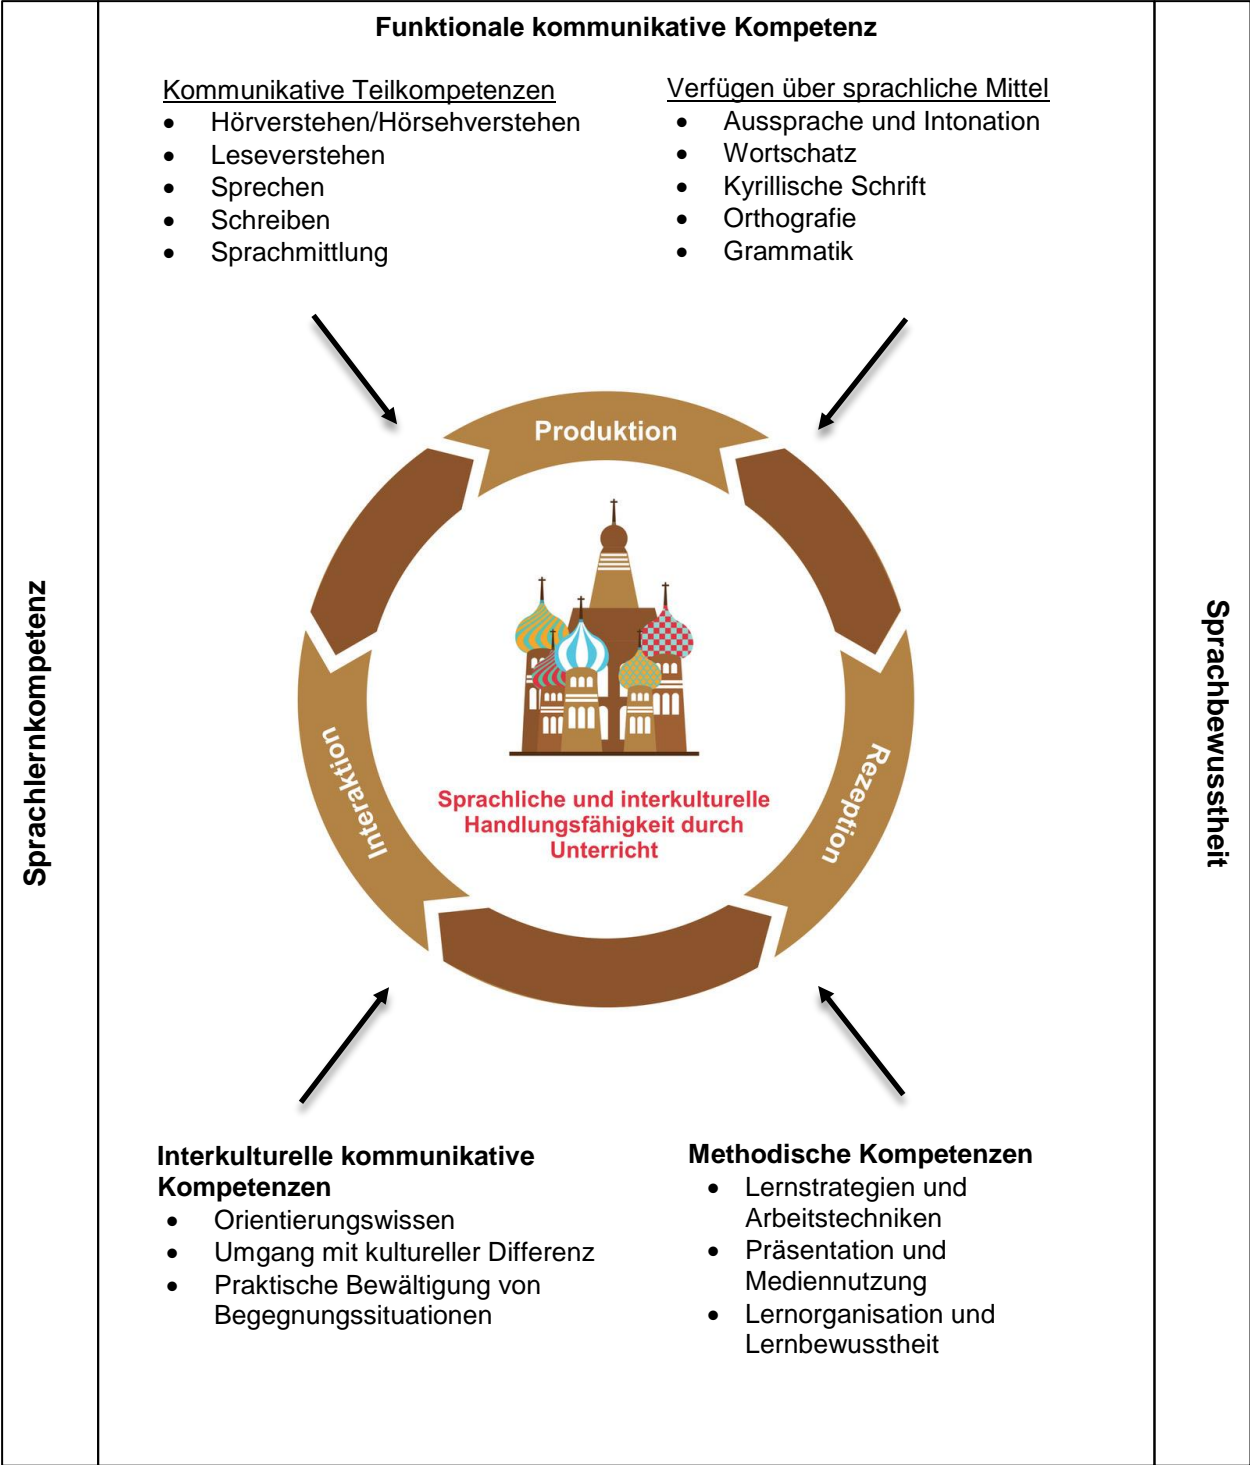 Funktionale kommunikative Kompetenz
Kommunikative Teilkompetenzen
• Hörverstehen/Hörsehverstehen
• Leseverstehen
• Sprechen
• Schreiben
• Sprachmittlung
Verfügen über sprachliche Mittel
• Aussprache und Intonation
• Wortschatz
• Kyrillische Schrift
• Orthografie
• Grammatik
Sprachlernkompetenz
Produktion
Interaktion
Rezeption
Sprachliche und interkulturelle
Handlungsfähigkeit durch
Unterricht
Sprachbewusstheit
Interkulturelle kommunikative
Kompetenzen
• Orientierungswissen
• Umgang mit kultureller Differenz
• Praktische Bewältigung von
Begegnungssituationen
Methodische Kompetenzen
• Lernstrategien und
Arbeitstechniken
• Präsentation und
Mediennutzung
• Lernorganisation und
Lernbewusstheit